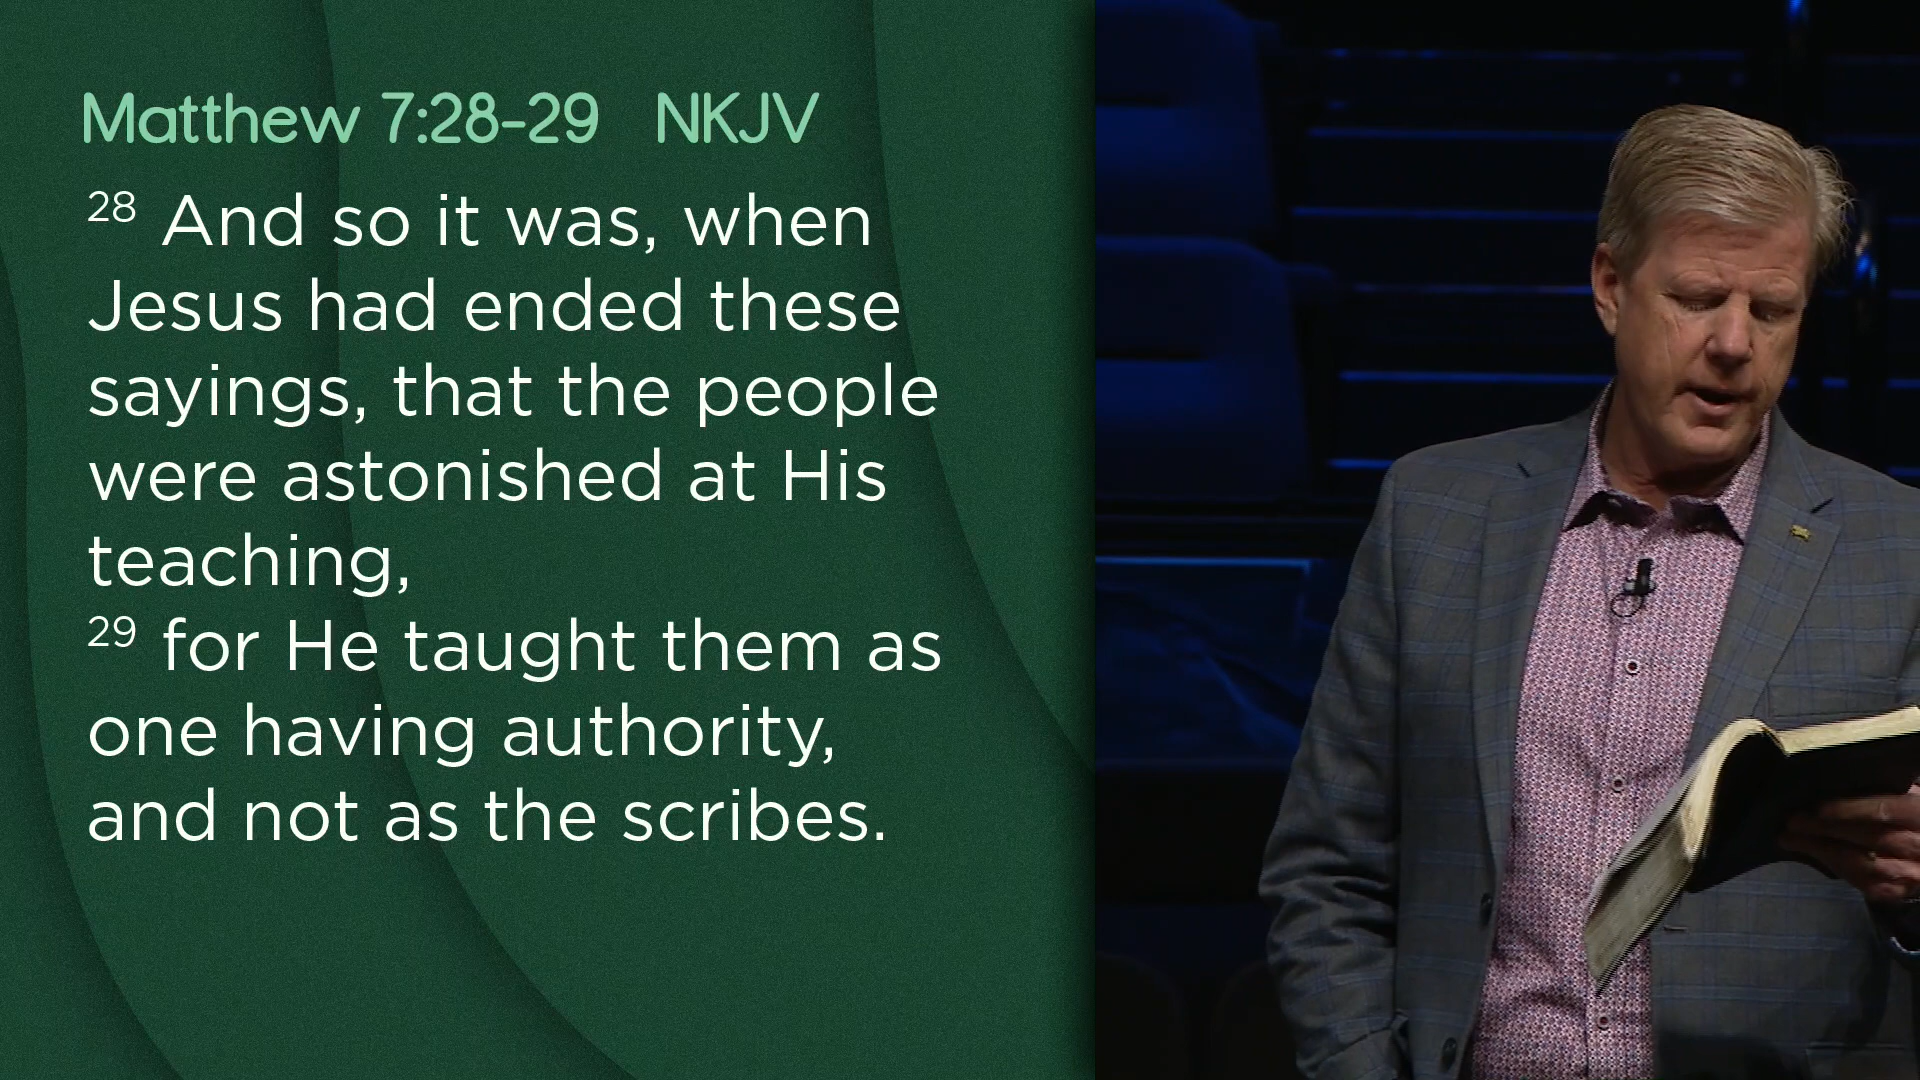 Matthew 7:28-29 NKJV
28 And so it was, when
Jesus had ended these
sayings, that the people
were astonished at His
teaching,
29 for He taught them as
one having authority,
and not as the scribes.